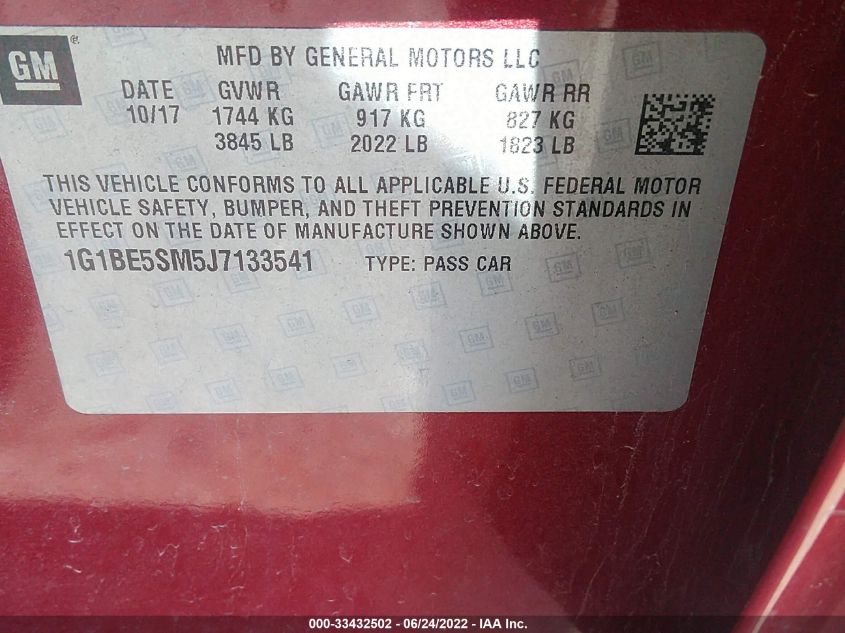 GM®
MFD BY GENERAL MOTORS LLC
DATE GVWR GAWR FRT GAWR RR
10/17 1744 KG 917 KG 827 KG
3845 LB 2022 LB 1823 LB
THIS VEHICLE CONFORMS TO ALL APPLICABLE U.S. FEDERAL MOTOR
VEHICLE SAFETY, BUMPER, AND THEFT PREVENTION STANDARDS IN
EFFECT ON THE DATE OF MANUFACTURE SHOWN ABOVE.
1G1BE5SM5J7133541 TYPE: PASS CAR
000-33432502 - 06/24/2022 - IAA Inc.